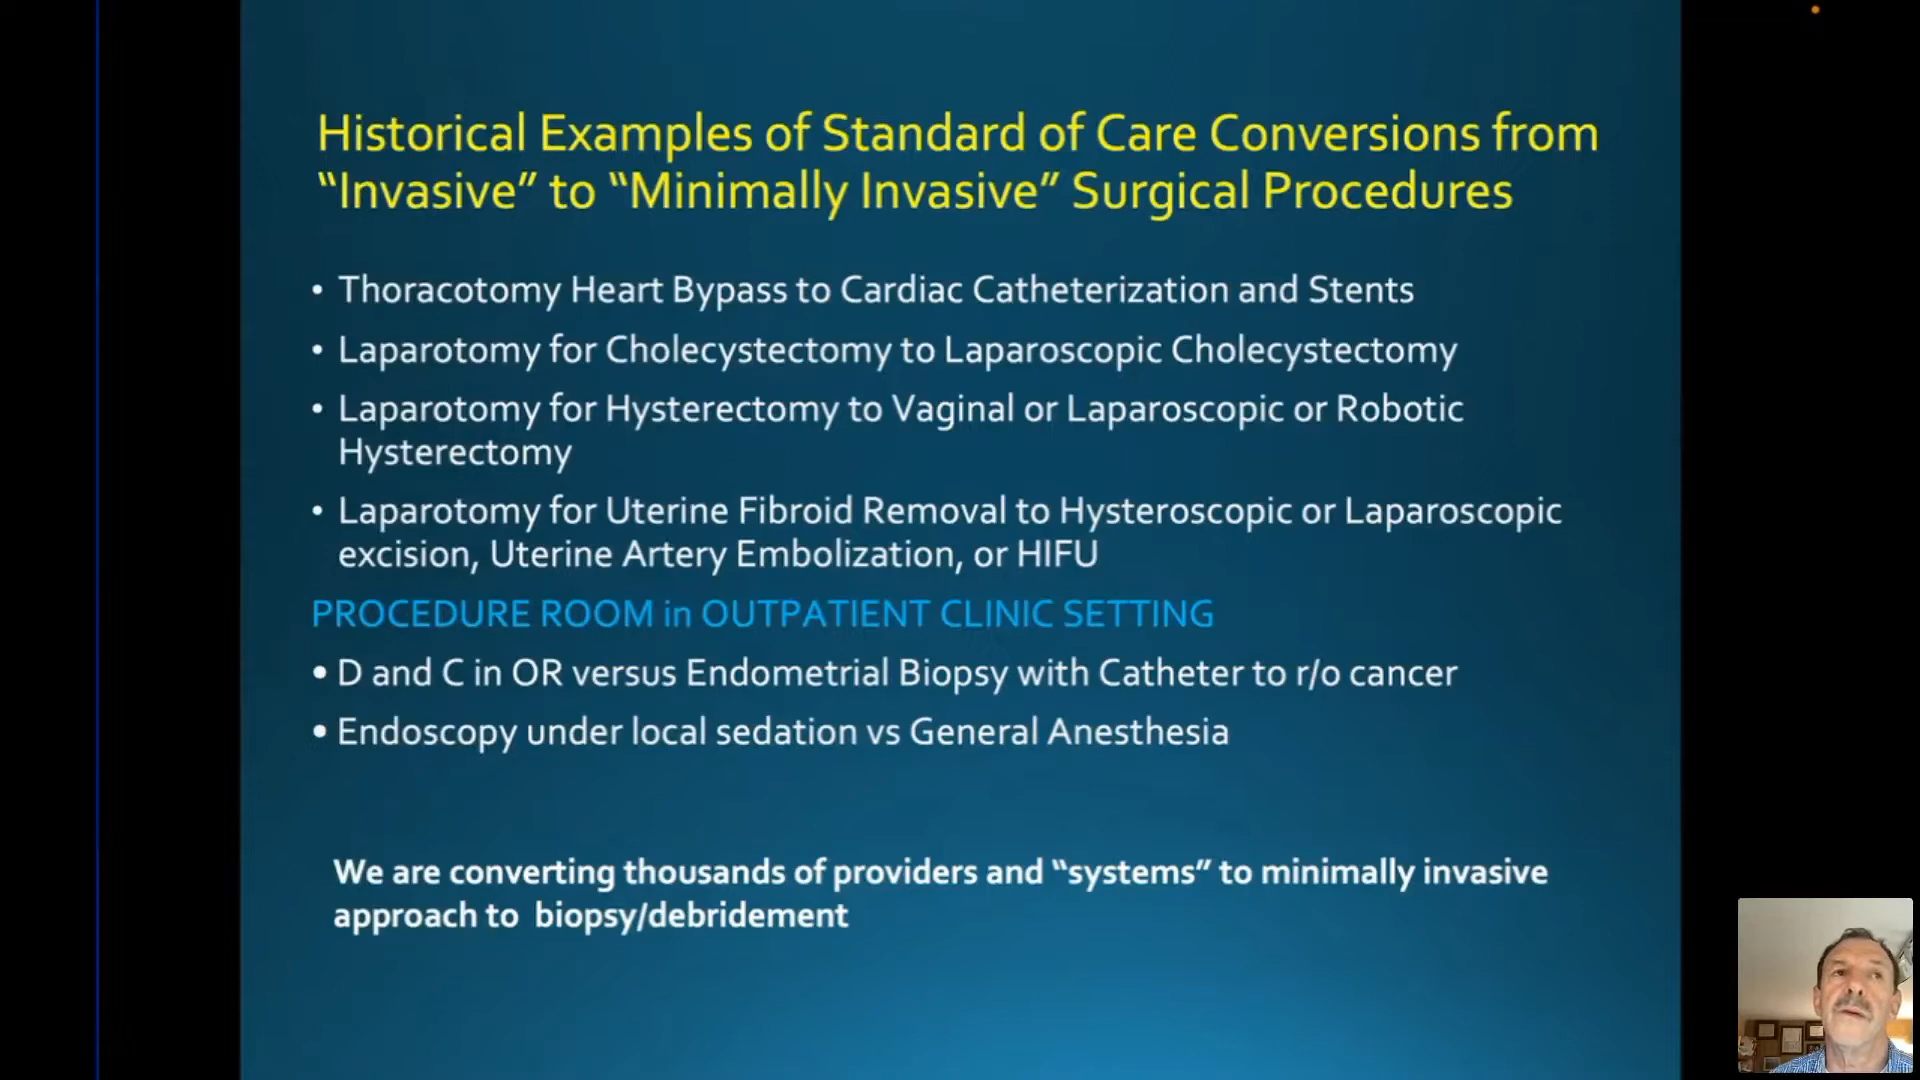 Historical Examples of Standard of Care Conversions from
“Invasive” to “Minimally Invasive” Surgical Procedures
• Thoracotomy Heart Bypass to Cardiac Catheterization and Stents
• Laparotomy for Cholecystectomy to Laparoscopic Cholecystectomy
• Laparotomy for Hysterectomy to Vaginal or Laparoscopic or Robotic
Hysterectomy
• Laparotomy for Uterine Fibroid Removal to Hysteroscopic or Laparoscopic
excision, Uterine Artery Embolization, or HIFU
PROCEDURE ROOM in OUTPATIENT CLINIC SETTING
• D and C in OR versus Endometrial Biopsy with Catheter to r/o cancer
• Endoscopy under local sedation vs General Anesthesia
We are converting thousands of providers and “systems” to minimally invasive
approach to biopsy/debridement